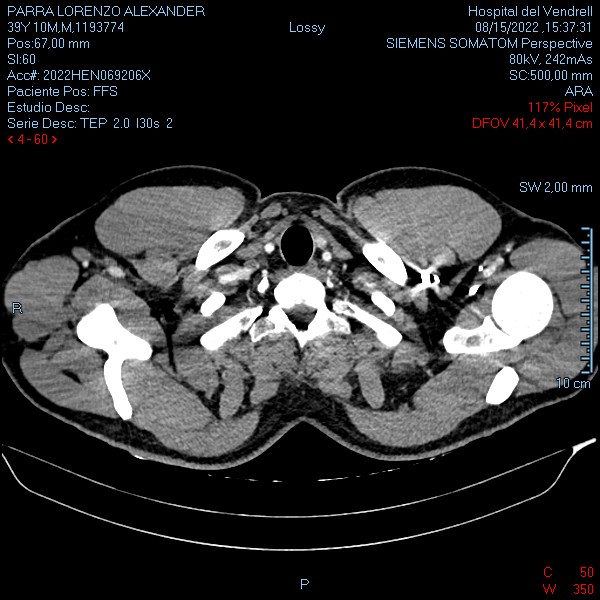 PARRA LORENZO ALEXANDER
39Y 10M,M,1193774
Pos:67,00 mm
SI:60
Acc#: 2022HEN069206X
Paciente Pos: FFS
Estudio Desc:
Serie Desc: TEP 2.0 I30s 2
< 4 - 60 >
Lossy
Hospital del Vendrell
08/15/2022 ,15:37:31
SIEMENS SOMATOM Perspective
80kV, 242mAs
SC:500,00 mm
ARA
117% Pixel
DFOV 41,4 x 41,4 cm
SW 2,00 mm
R
10 cm
P
C 50
W 350